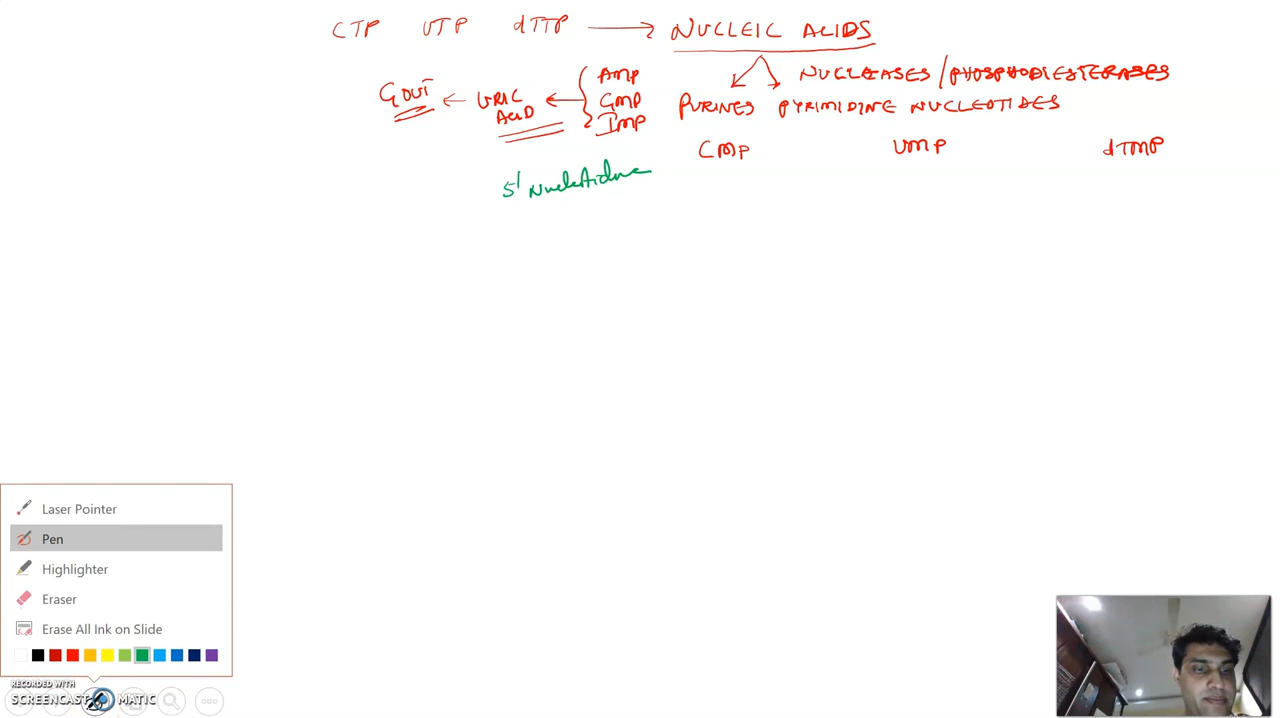 CTP UTP dTTP → NUCLEIC ACIDS
NUCLEASES / PHOSPHODIESTERASES
GOUT ← URIC ACID ← { AMP
GMP
IMP
PURINES PYRIMIDINE NUCLEOTIDES
CMP UMP dTMP
5' Nucleotidase
Laser Pointer
Pen
Highlighter
Eraser
Erase All Ink on Slide
RECORDED WITH
SCREENCAST MATIC